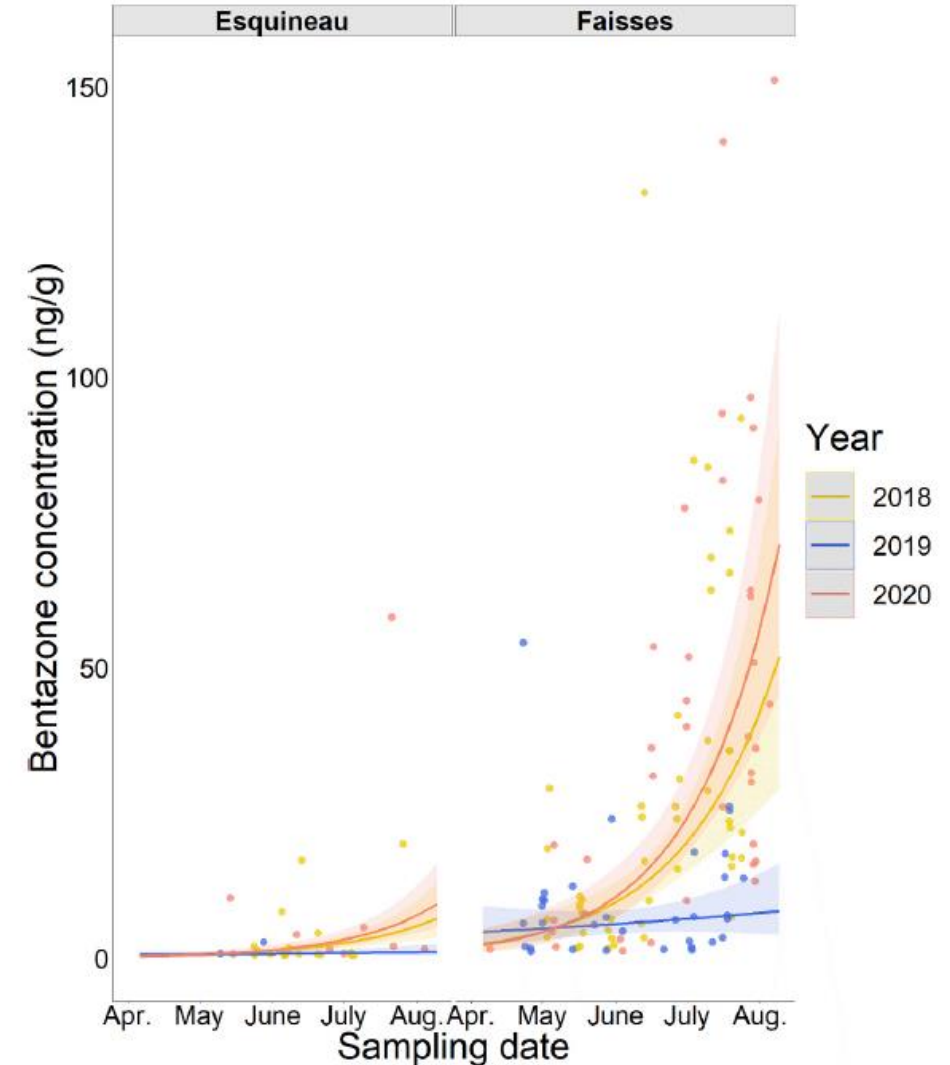 Esquineau Faisses
150
100
50
0
Bentazone concentration (ng/g)
Apr. May June July Aug. Apr. May June July Aug.
Sampling date
Year
2018
2019
2020